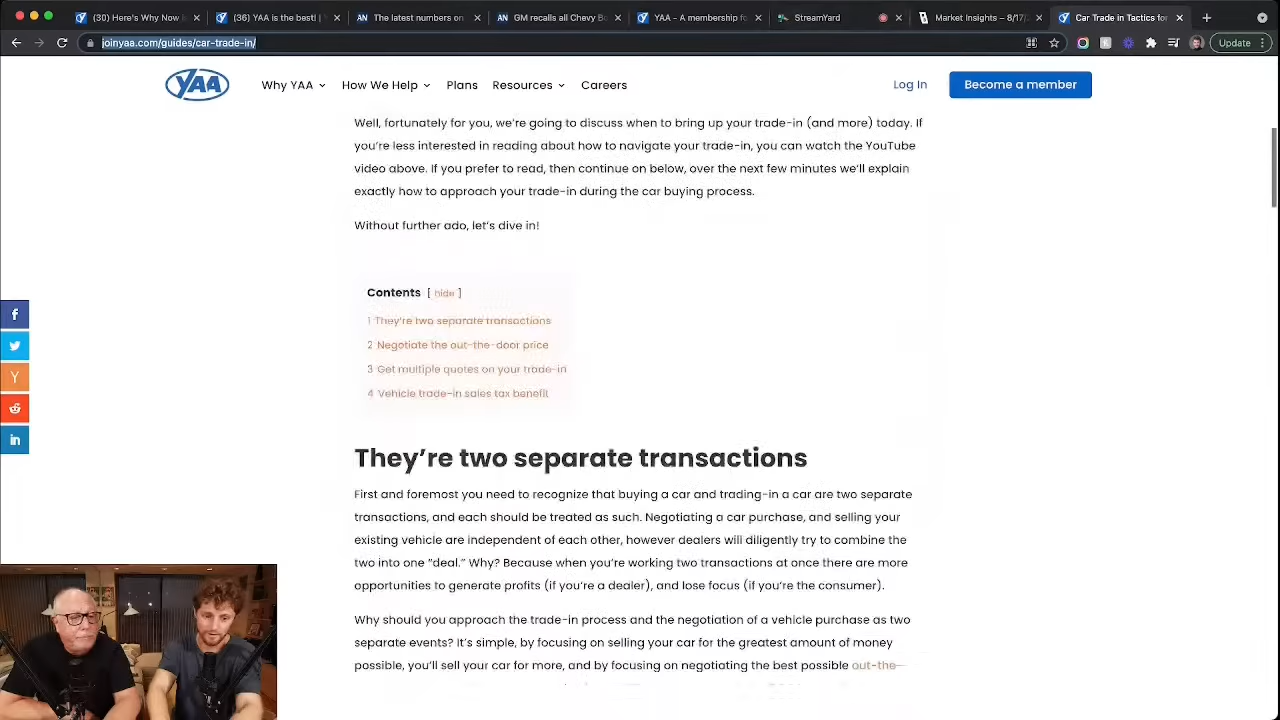 (30) Here's Why Now I
(36) YAA is the best! |
The latest numbers on
GM recalls all Chevy Bo
YAA - A membership fo
StreamYard
Market Insights – 8/17/
Car Trade in Tactics for
joinyaa.com/guides/car-trade-in/
Update
YAA
Why YAA
How We Help
Plans
Resources
Careers
Log In
Become a member
Well, fortunately for you, we're going to discuss when to bring up your trade-in (and more) today. If
you're less interested in reading about how to navigate your trade-in, you can watch the YouTube
video above. If you prefer to read, then continue on below, over the next few minutes we'll explain
exactly how to approach your trade-in during the car buying process.
Without further ado, let's dive in!
Contents [ hide ]
1 They're two separate transactions
2 Negotiate the out-the-door price
3 Get multiple quotes on your trade-in
4 Vehicle trade-in sales tax benefit
They're two separate transactions
First and foremost you need to recognize that buying a car and trading-in a car are two separate
transactions, and each should be treated as such. Negotiating a car purchase, and selling your
existing vehicle are independent of each other, however dealers will diligently try to combine the
two into one "deal." Why? Because when you're working two transactions at once there are more
opportunities to generate profits (if you're a dealer), and lose focus (if you're the consumer).
Why should you approach the trade-in process and the negotiation of a vehicle purchase as two
separate events? It's simple, by focusing on selling your car for the greatest amount of money
possible, you'll sell your car for more, and by focusing on negotiating the best possible out-the-